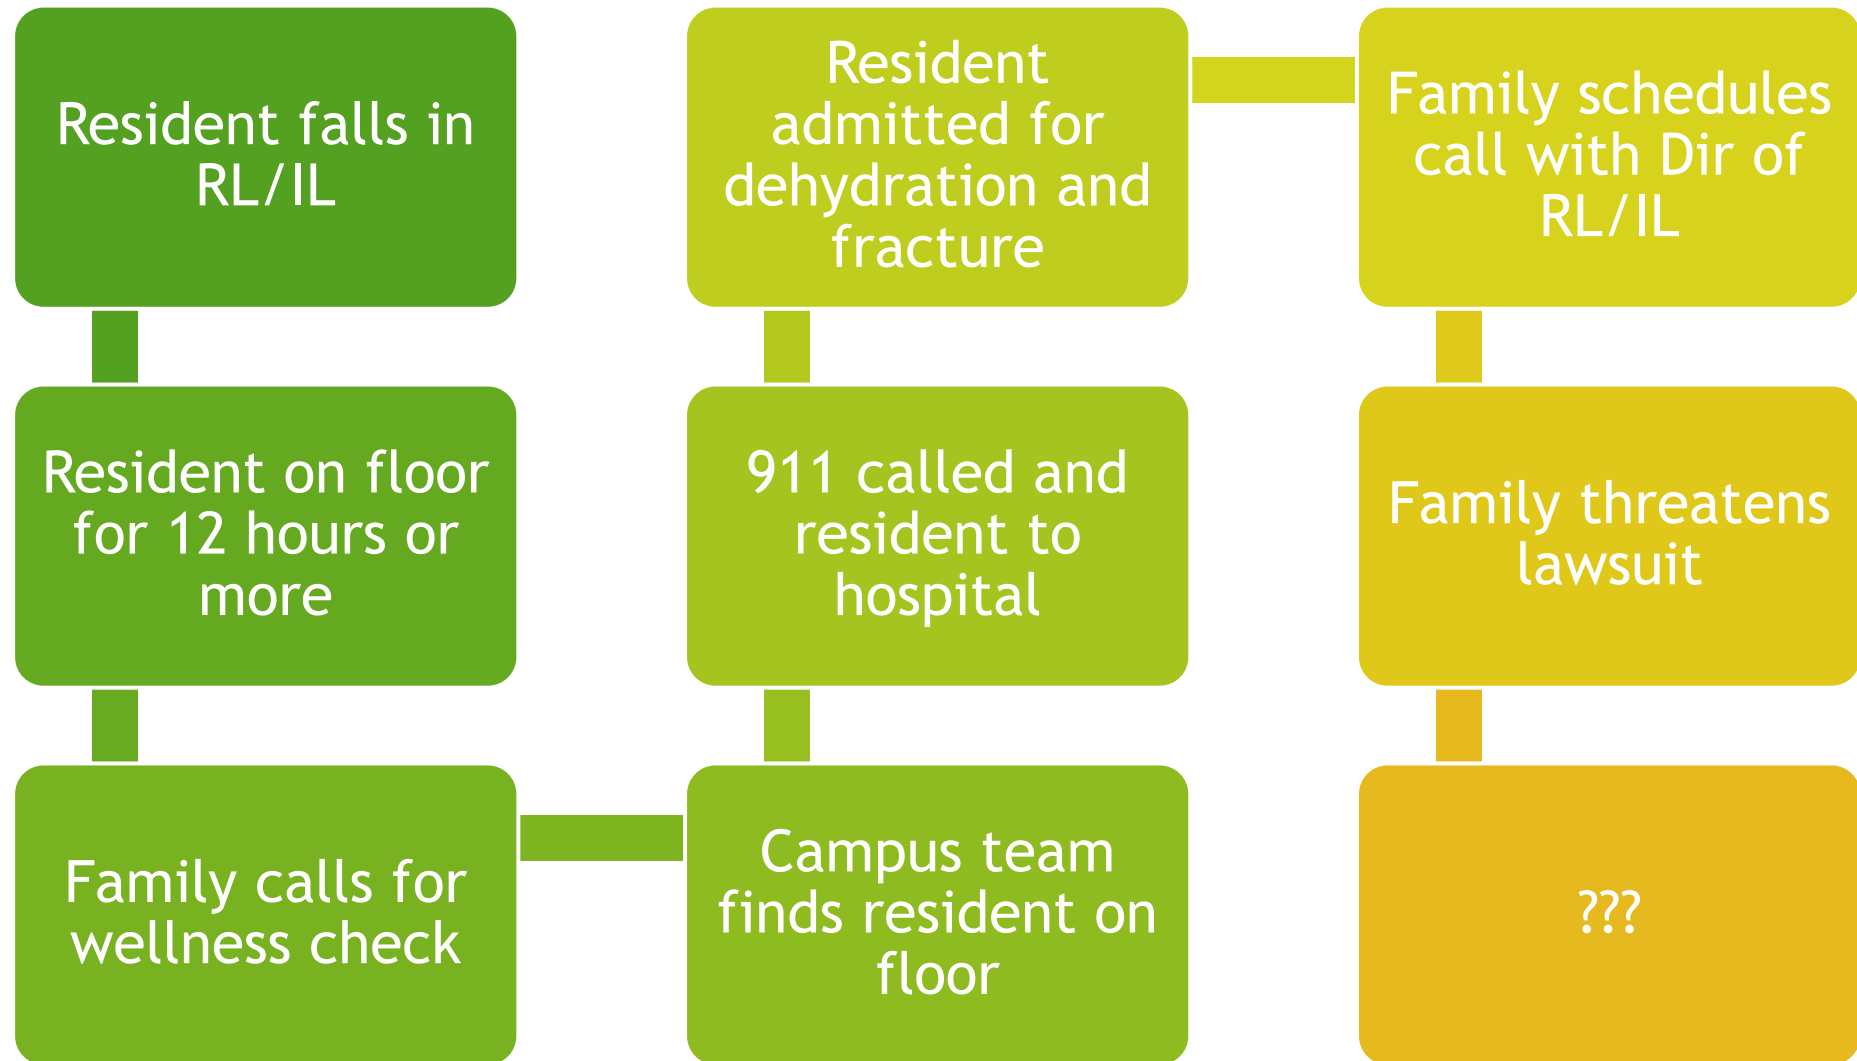 Resident falls in
RL/IL
Resident on floor
for 12 hours or
more
Family calls for
wellness check
Campus team
finds resident on
floor
911 called and
resident to
hospital
Resident
admitted for
dehydration and
fracture
Family schedules
call with Dir of
RL/IL
Family threatens
lawsuit
???